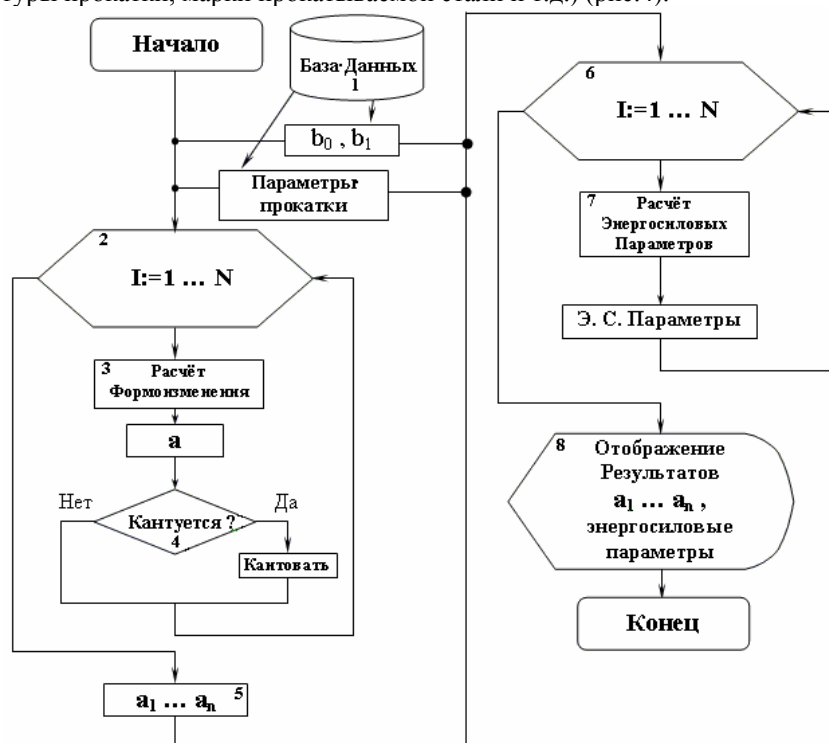 туры прокатки, марки прокатываемой стали и т.д.) (рис.4).
Начало
База Данных
1
b0 , b1
Параметры
прокатки
2
I:=1 ... N
3 Расчёт
Формоизменения
a
Нет
Да
Кантуется ?
4
Кантовать
a1 ... an 5
6
I:=1 ... N
7 Расчёт
Энергосиловых
Параметров
Э. С. Параметры
8 Отображение
Результатов
a1 ... an ,
энергосиловые
параметры
Конец